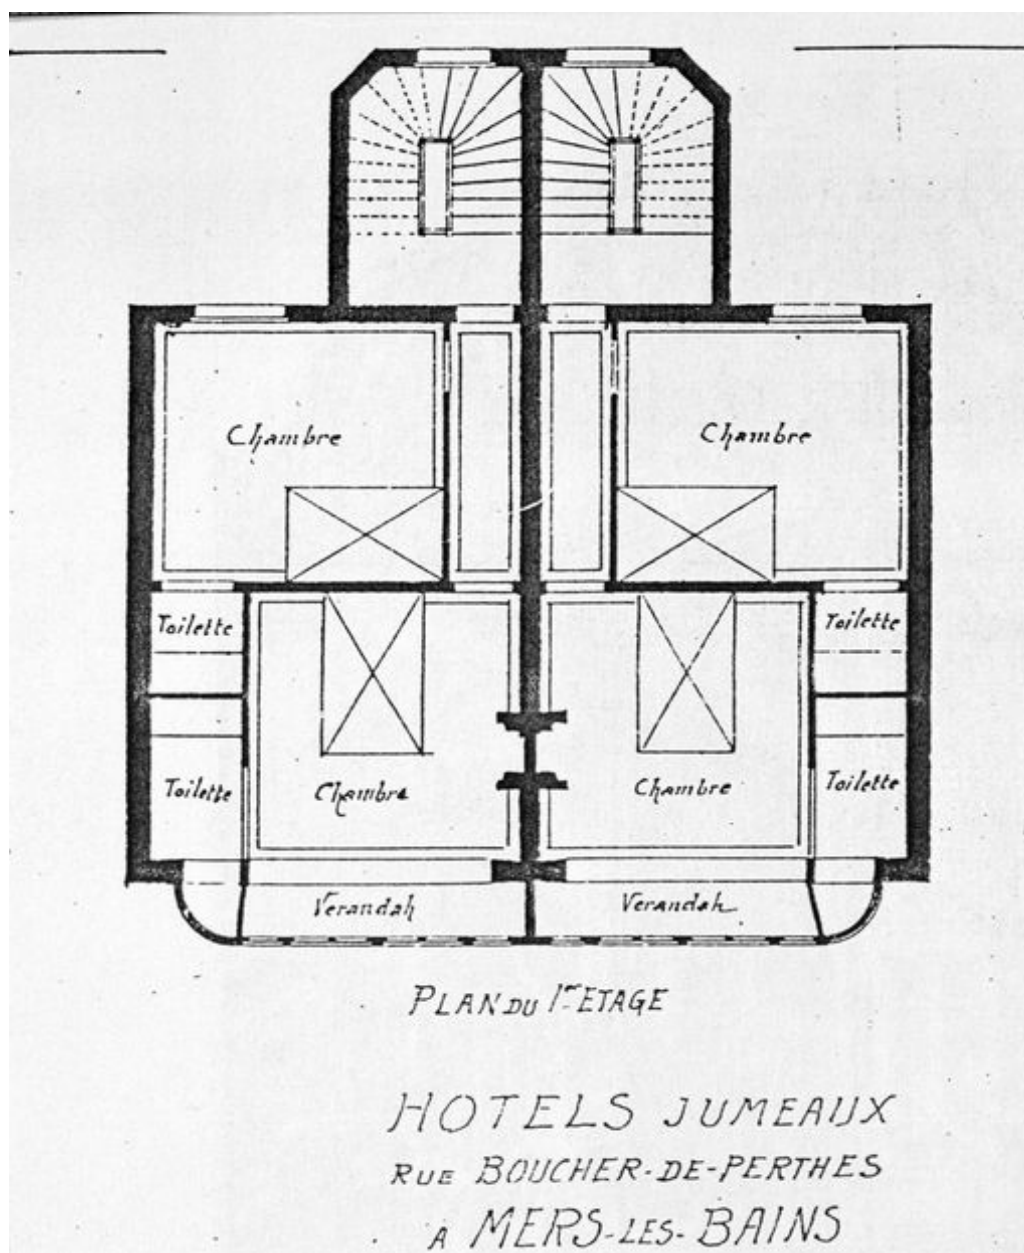 Chambre
Chambre
Toilette
Toilette
Toilette
Chambre
Chambre
Toilette
Verandah
Verandah
PLAN DU 1er ETAGE
HOTELS JUMEAUX
RUE BOUCHER-DE-PERTHES
A MERS-LES-BAINS